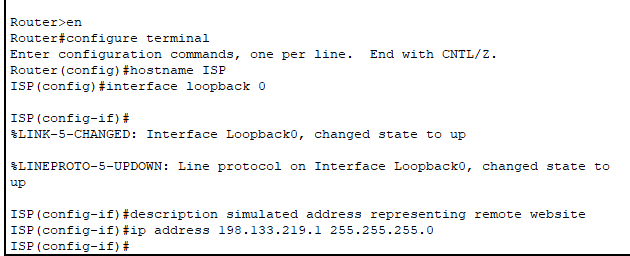 Router>en
Router#configure terminal
Enter configuration commands, one per line.  End with CNTL/Z.
Router(config)#hostname ISP
ISP(config)#interface loopback 0
ISP(config-if)#
%LINK-5-CHANGED: Interface Loopback0, changed state to up
%LINEPROTO-5-UPDOWN: Line protocol on Interface Loopback0, changed state to
up
ISP(config-if)#description simulated address representing remote website
ISP(config-if)#ip address 198.133.219.1 255.255.255.0
ISP(config-if)#